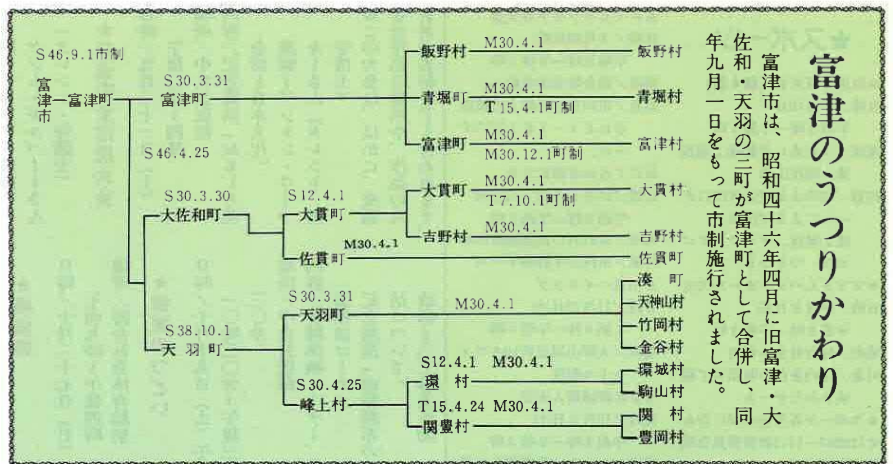 富津のうつりかわり
富津市は、昭和四十六年四月に旧富津・大
佐和・天羽の三町が富津町として合併し、同
年九月一日をもって市制施行されました。
S46.9.1市制
富津市
富津町
S46.4.25
S30.3.31
富津町
S30.3.30
大佐和町
S38.10.1
天羽町
S12.4.1
大貫町
M30.4.1
佐貫町
S30.3.31
天羽町
S30.4.25
峰上村
飯野村 M30.4.1 飯野村
青堀町 M30.4.1 青堀村
T15.4.1町制
富津町 M30.4.1 富津村
M30.12.1町制
大貫町 M30.4.1 大貫村
T7.10.1町制
吉野村 M30.4.1 吉野村
佐貫町
M30.4.1
湊町
天神山村
竹岡村
金谷村
S12.4.1 M30.4.1
環村
環城村
駒山村
T15.4.24 M30.4.1
関豊村
関村
豊岡村